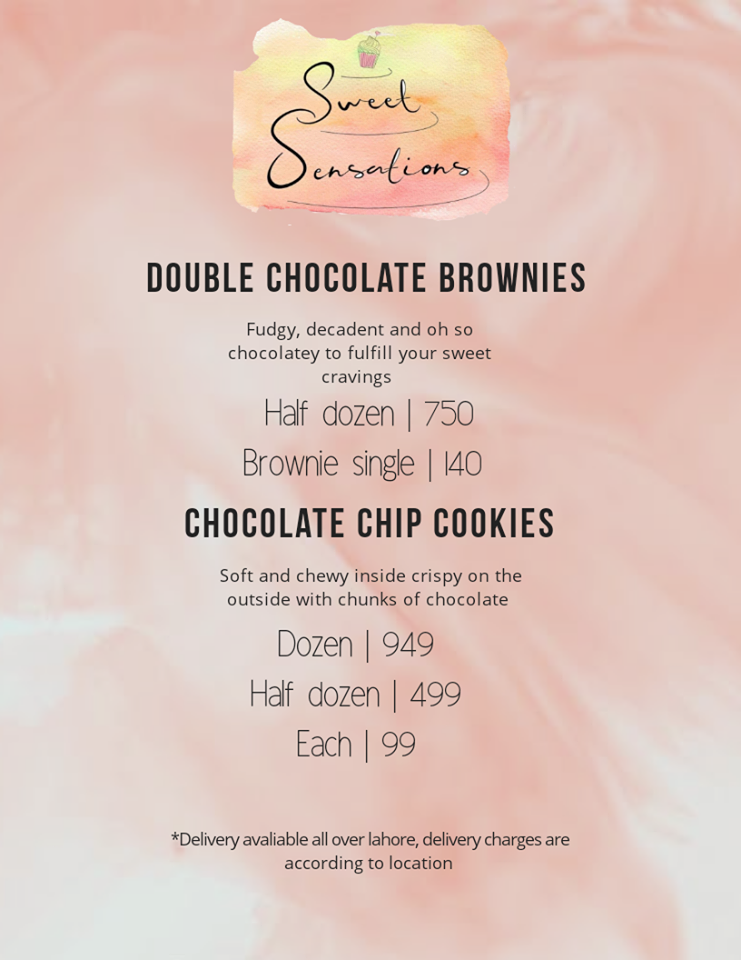 Sweet
Sensations
DOUBLE CHOCOLATE BROWNIES
Fudgy, decadent and oh so
chocolatey to fulfill your sweet
cravings
Half dozen | 750
Brownie single | 140
CHOCOLATE CHIP COOKIES
Soft and chewy inside crispy on the
outside with chunks of chocolate
Dozen | 949
Half dozen | 499
Each | 99
*Delivery avaliable all over lahore, delivery charges are
according to location